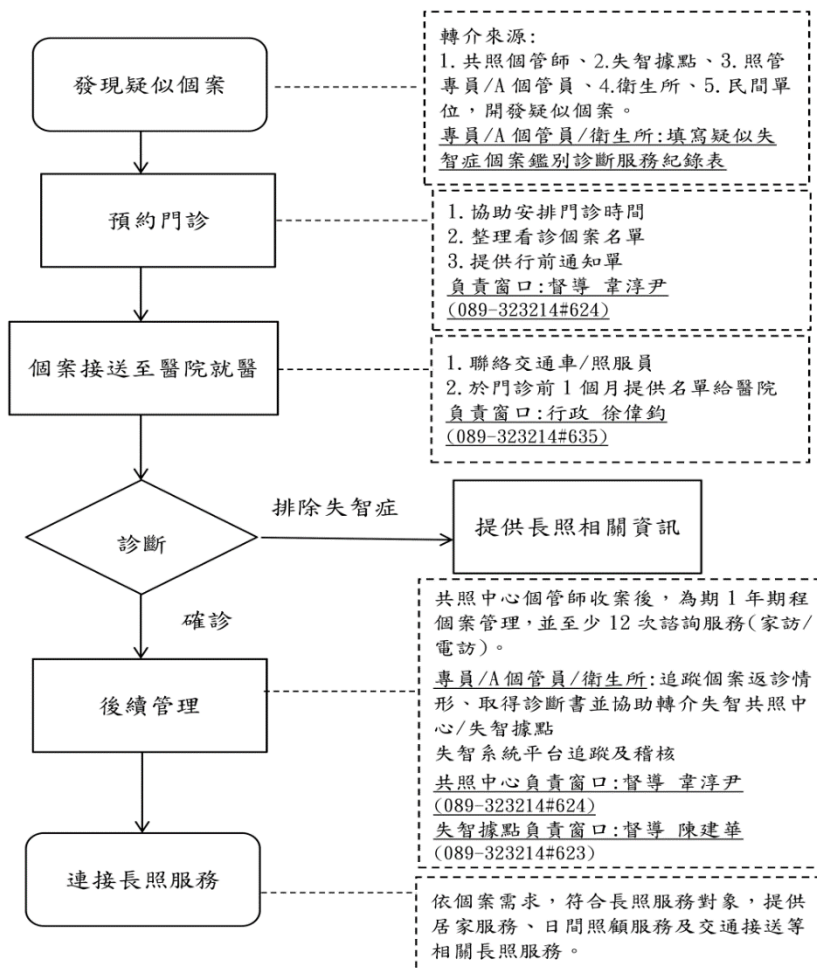 發現疑似個案
轉介來源:
1. 共照個管師、2.失智據點、3. 照管
專員/A 個管員、4.衛生所、5. 民間單
位，開發疑似個案。
專員/A 個管員/衛生所:填寫疑似失
智症個案鑑別診斷服務紀錄表
預約門診
1. 協助安排門診時間
2. 整理看診個案名單
3. 提供行前通知單
負責窗口:督導 韋淳尹
(089-323214#624)
個案接送至醫院就醫
1. 聯絡交通車/照服員
2. 於門診前 1 個月提供名單給醫院
負責窗口:行政 徐偉鈞
(089-323214#635)
診斷
排除失智症
提供長照相關資訊
確診
後續管理
共照中心個管師收案後，為期 1 年期程
個案管理，並至少 12 次諮詢服務(家訪/
電訪)。
專員/A 個管員/衛生所:追蹤個案返診情
形、取得診斷書並協助轉介失智共照中
心/失智據點
失智系統平台追蹤及稽核
共照中心負責窗口:督導 韋淳尹
(089-323214#624)
失智據點負責窗口:督導 陳建華
(089-323214#623)
連接長照服務
依個案需求，符合長照服務對象，提供
居家服務、日間照顧服務及交通接送等
相關長照服務。